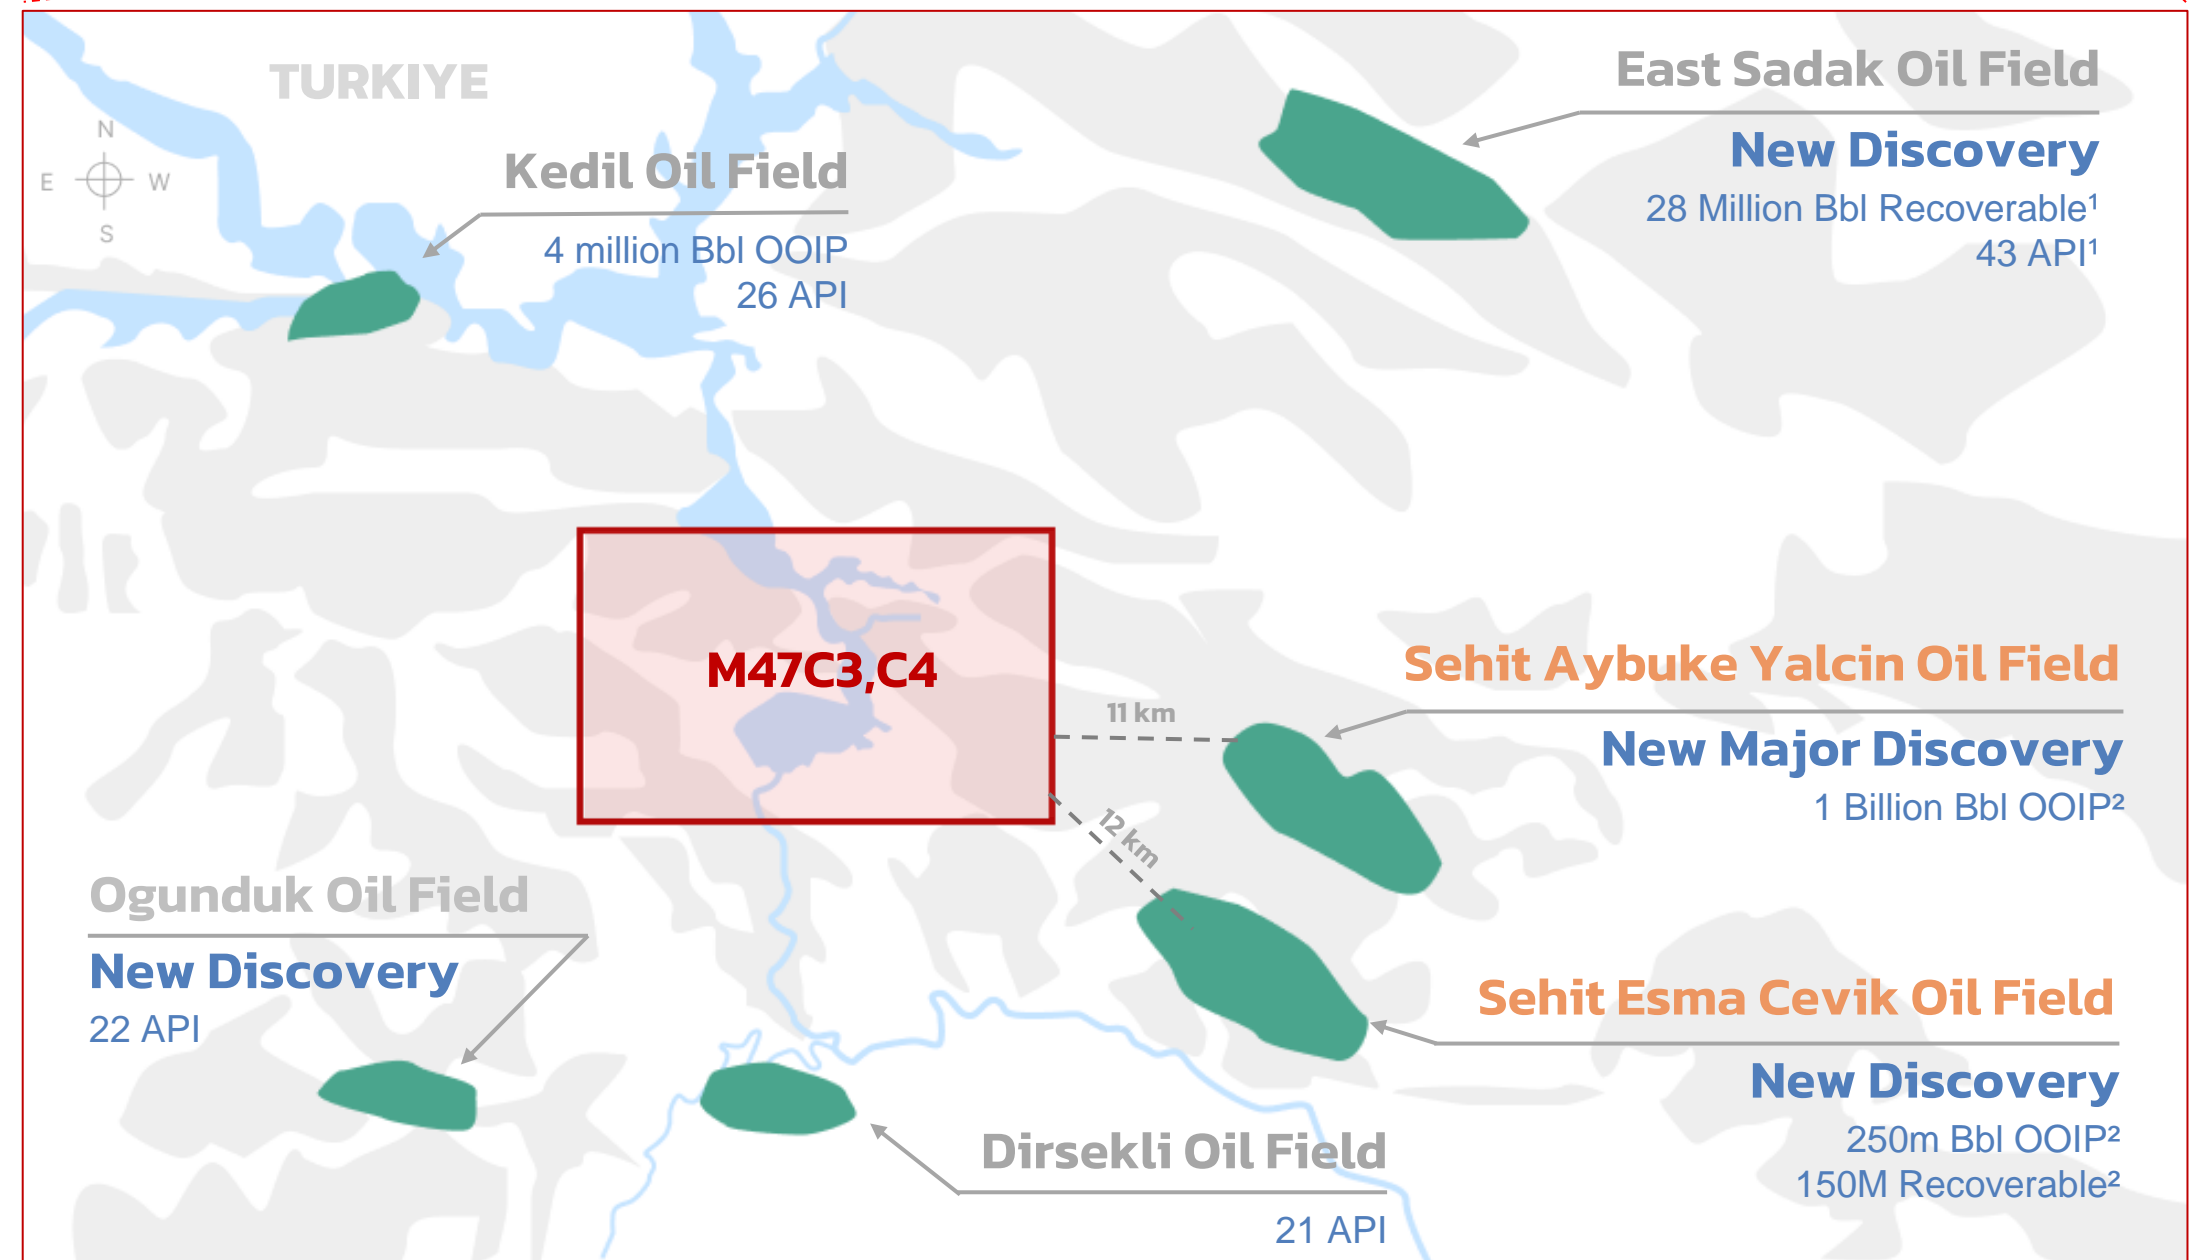 TURKIYE
N
E W
S
Kedil Oil Field
4 million Bbl OOIP
26 API
East Sadak Oil Field
New Discovery
28 Million Bbl Recoverable¹
43 API¹
M47C3,C4
11 km
12 km
Sehit Aybuke Yalcin Oil Field
New Major Discovery
1 Billion Bbl OOIP²
Ogunduk Oil Field
New Discovery
22 API
Sehit Esma Cevik Oil Field
New Discovery
250m Bbl OOIP²
150M Recoverable²
Dirsekli Oil Field
21 API